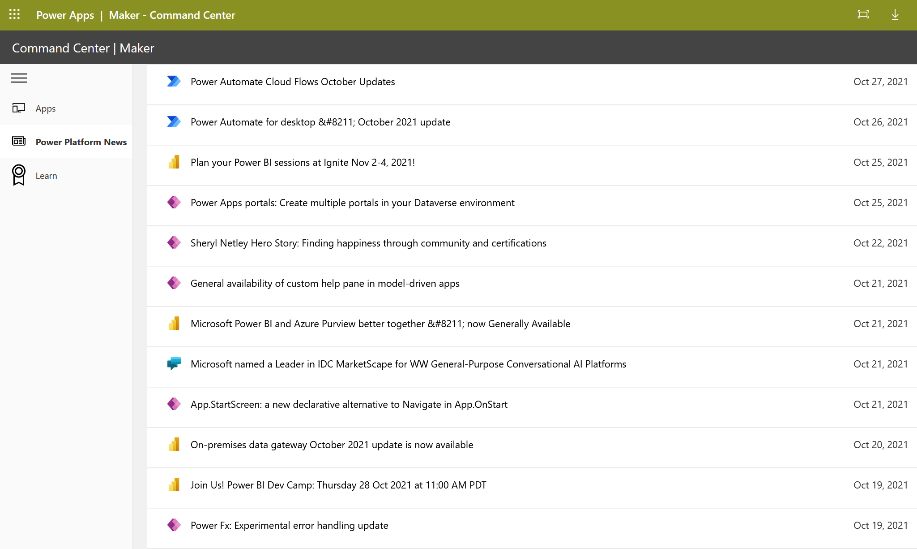 Power Apps | Maker - Command Center
Command Center | Maker
Apps
Power Platform News
Learn
Power Automate Cloud Flows October Updates Oct 27, 2021
Power Automate for desktop &#8211; October 2021 update Oct 26, 2021
Plan your Power BI sessions at Ignite Nov 2-4, 2021! Oct 25, 2021
Power Apps portals: Create multiple portals in your Dataverse environment Oct 25, 2021
Sheryl Netley Hero Story: Finding happiness through community and certifications Oct 22, 2021
General availability of custom help pane in model-driven apps Oct 21, 2021
Microsoft Power BI and Azure Purview better together &#8211; now Generally Available Oct 21, 2021
Microsoft named a Leader in IDC MarketScape for WW General-Purpose Conversational AI Platforms Oct 21, 2021
App.StartScreen: a new declarative alternative to Navigate in App.OnStart Oct 21, 2021
On-premises data gateway October 2021 update is now available Oct 20, 2021
Join Us! Power BI Dev Camp: Thursday 28 Oct 2021 at 11:00 AM PDT Oct 19, 2021
Power Fx: Experimental error handling update Oct 19, 2021